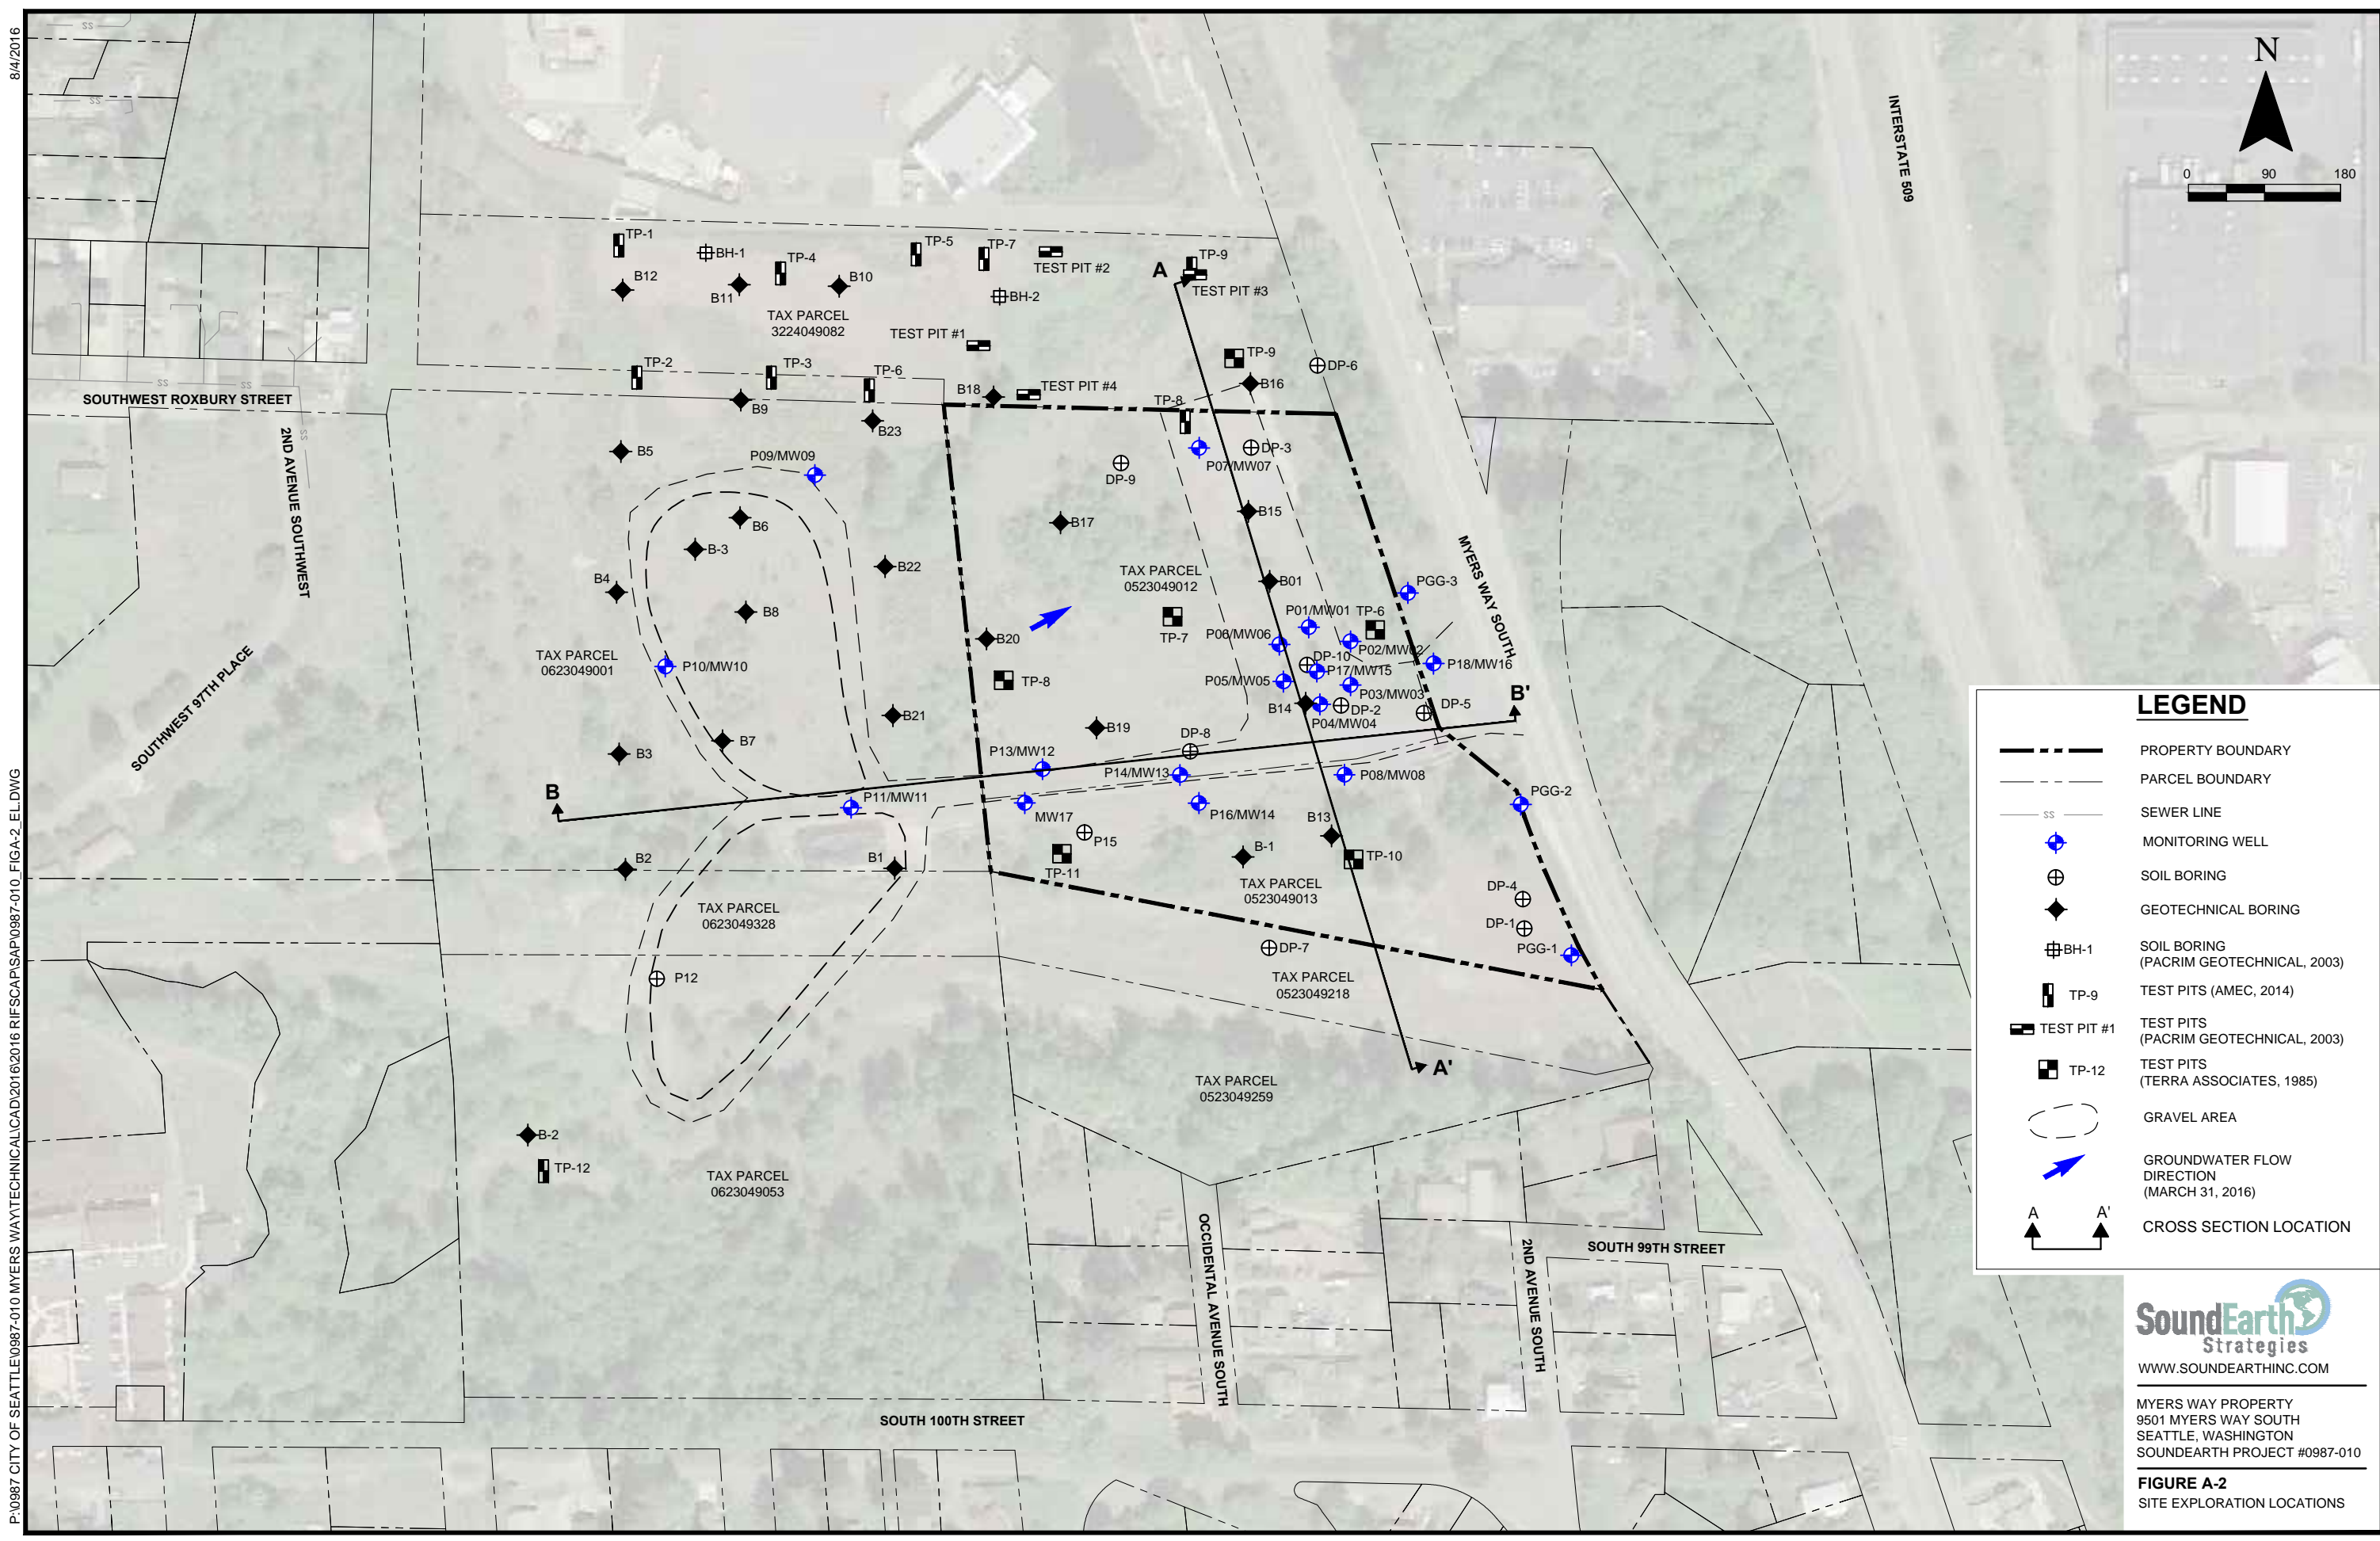 8/4/2016
P:\0987 CITY OF SEATTLE\0987-010 MYERS WAY\TECHNICAL\CAD\2016\2016 RIFSCAP\SAP\0987-010_FIGA-2_EL.DWG
N
0 90 180
INTERSTATE 509
SS
SS
TP-1
BH-1
TP-4
TP-5
TP-7
TEST PIT #2
TP-9
A
TEST PIT #3
B12
B11
B10
BH-2
TAX PARCEL
3224049082
TEST PIT #1
TP-2
TP-3
TP-6
B18
TEST PIT #4
TP-9
DP-6
B16
TP-8
SS
SS
SOUTHWEST ROXBURY STREET
SS
2ND AVENUE SOUTHWEST
B9
B23
B5
P09/MW09
DP-9
P07/MW07
DP-3
B6
B17
B15
B-3
B22
B4
B8
TAX PARCEL
0523049012
B01
MYERS WAY SOUTH
PGG-3
P01/MW01
TP-6
B20
TP-7
P06/MW06
P02/MW02
DP-10
P18/MW16
TAX PARCEL
0623049001
P10/MW10
TP-8
P05/MW05
P17/MW15
P03/MW03
SOUTHWEST 97TH PLACE
B21
B19
B14
DP-2
DP-5
B'
P04/MW04
B3
B7
DP-8
P13/MW12
P14/MW13
P08/MW08
B
P11/MW11
MW17
P16/MW14
PGG-2
P15
B13
B2
B1
TP-11
B-1
TP-10
TAX PARCEL
0523049013
DP-4
TAX PARCEL
0623049328
DP-1
PGG-1
DP-7
P12
TAX PARCEL
0523049218
A'
TAX PARCEL
0523049259
B-2
TP-12
TAX PARCEL
0623049053
OCCIDENTAL AVENUE SOUTH
2ND AVENUE SOUTH
SOUTH 99TH STREET
SOUTH 100TH STREET
LEGEND
PROPERTY BOUNDARY
PARCEL BOUNDARY
SS SEWER LINE
MONITORING WELL
SOIL BORING
GEOTECHNICAL BORING
BH-1 SOIL BORING
(PACRIM GEOTECHNICAL, 2003)
TP-9 TEST PITS (AMEC, 2014)
TEST PIT #1 TEST PITS
(PACRIM GEOTECHNICAL, 2003)
TP-12 TEST PITS
(TERRA ASSOCIATES, 1985)
GRAVEL AREA
GROUNDWATER FLOW
DIRECTION
(MARCH 31, 2016)
A A' CROSS SECTION LOCATION
SoundEarth
Strategies
WWW.SOUNDEARTHINC.COM
MYERS WAY PROPERTY
9501 MYERS WAY SOUTH
SEATTLE, WASHINGTON
SOUNDEARTH PROJECT #0987-010
FIGURE A-2
SITE EXPLORATION LOCATIONS